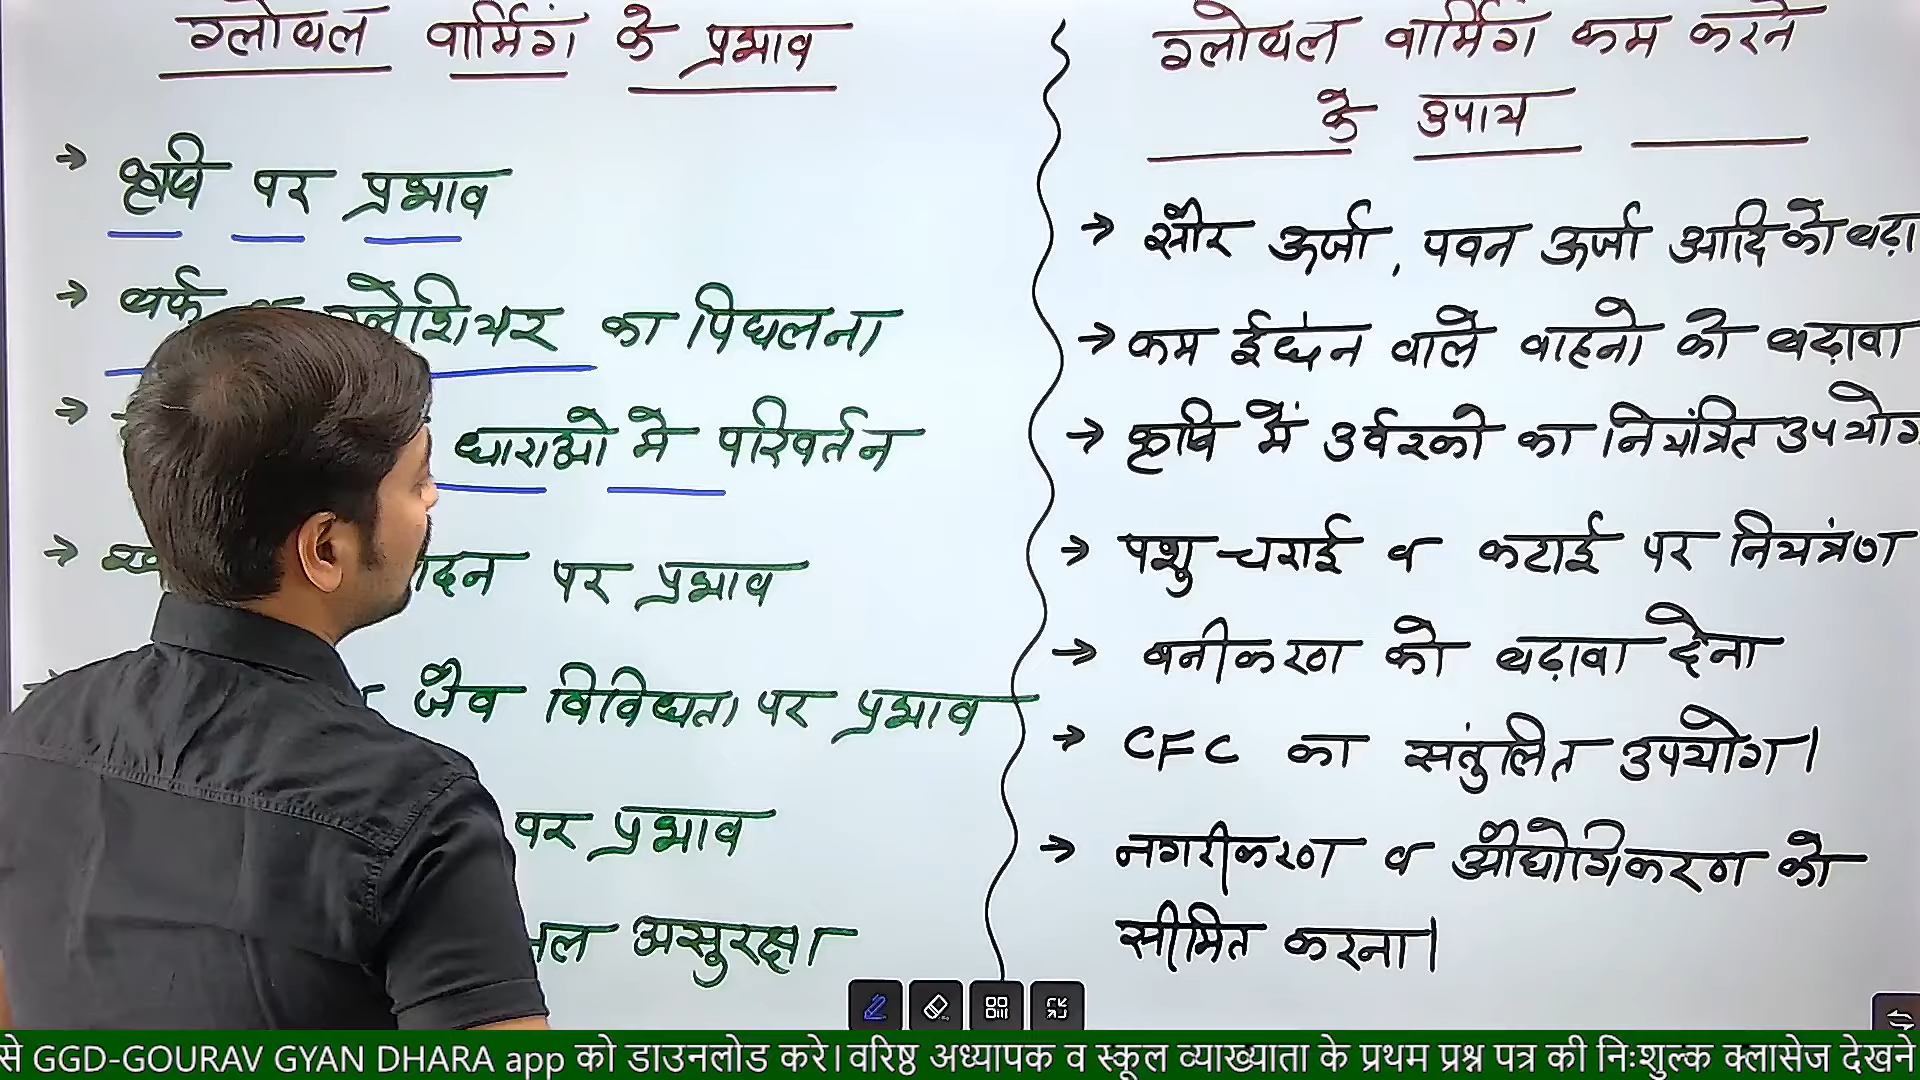 ग्लोबल वार्मिंग के प्रभाव
→ कृषि पर प्रभाव
→ बर्फ ग्लेशियर का पिघलना
→ धाराओ मे परिवर्तन
→ पर प्रभाव
→ जैव विविधता पर प्रभाव
पर प्रभाव
असुरक्षा
ग्लोबल वार्मिंग कम करने
के उपाय
→ सौर ऊर्जा, पवन ऊर्जा आदि को बढ़ा
→ कम ईंधन वाले वाहनो को बढ़ावा
→ कृषि में उर्वरको का नियंत्रित उपयोग
→ पशु चराई व कटाई पर नियंत्रण
→ वनीकरण को बढ़ावा देना
→ CFC का संतुलित उपयोग।
→ नगरीकरण व औद्योगिकरण को
सीमित करना।
से GGD-GOURAV GYAN DHARA app को डाउनलोड करे।वरिष्ठ अध्यापक व स्कूल व्याख्याता के प्रथम प्रश्न पत्र की निःशुल्क क्लासेज देखने